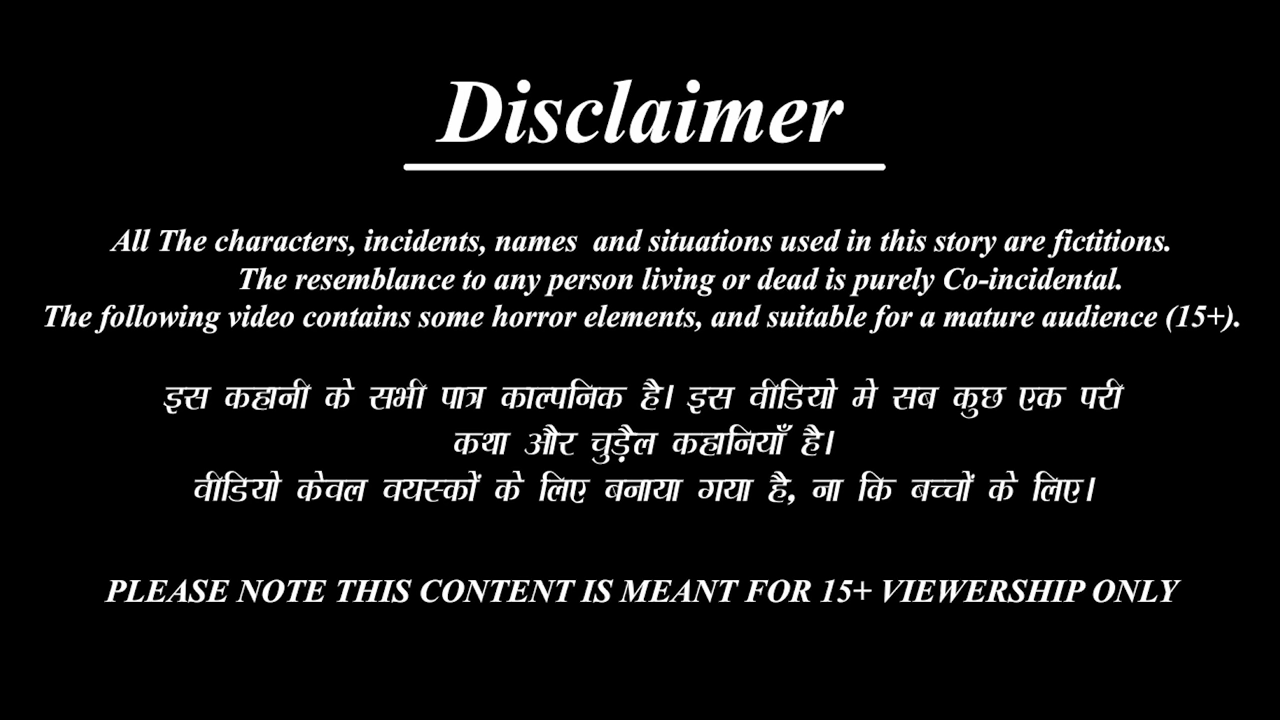 Disclaimer
All The characters, incidents, names and situations used in this story are fictitions.
The resemblance to any person living or dead is purely Co-incidental.
The following video contains some horror elements, and suitable for a mature audience (15+).
इस कहानी के सभी पात्र काल्पनिक है। इस वीडियो मे सब कुछ एक परी
कथा और चुड़ैल कहानियाँ है।
वीडियो केवल वयस्कों के लिए बनाया गया है, ना कि बच्चों के लिए।
PLEASE NOTE THIS CONTENT IS MEANT FOR 15+ VIEWERSHIP ONLY